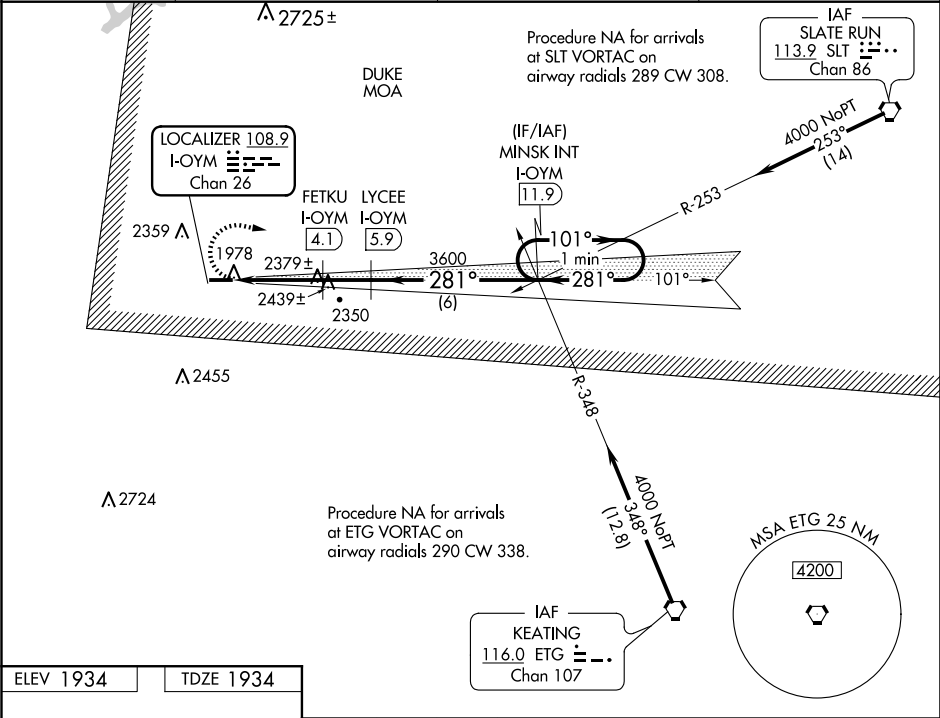 2725±
Procedure NA for arrivals
at SLT VORTAC on
airway radials 289 CW 308.
IAF
SLATE RUN
113.9 SLT
Chan 86
DUKE
MOA
4000 NoPT
253°
(14)
R-253
LOCALIZER 108.9
I-OYM
Chan 26
(IF/IAF)
MINSK INT
I-OYM
11.9
FETKU
I-OYM
4.1
LYCEE
I-OYM
5.9
2359
1978
2379±
2439±
2350
3600
281°
(6)
101°
1 min
281°
101°
2455
R-348
2724
4000 NoPT
348°
(12.8)
Procedure NA for arrivals
at ETG VORTAC on
airway radials 290 CW 338.
MSA ETG 25 NM
4200
IAF
KEATING
116.0 ETG
Chan 107
ELEV 1934
TDZE 1934